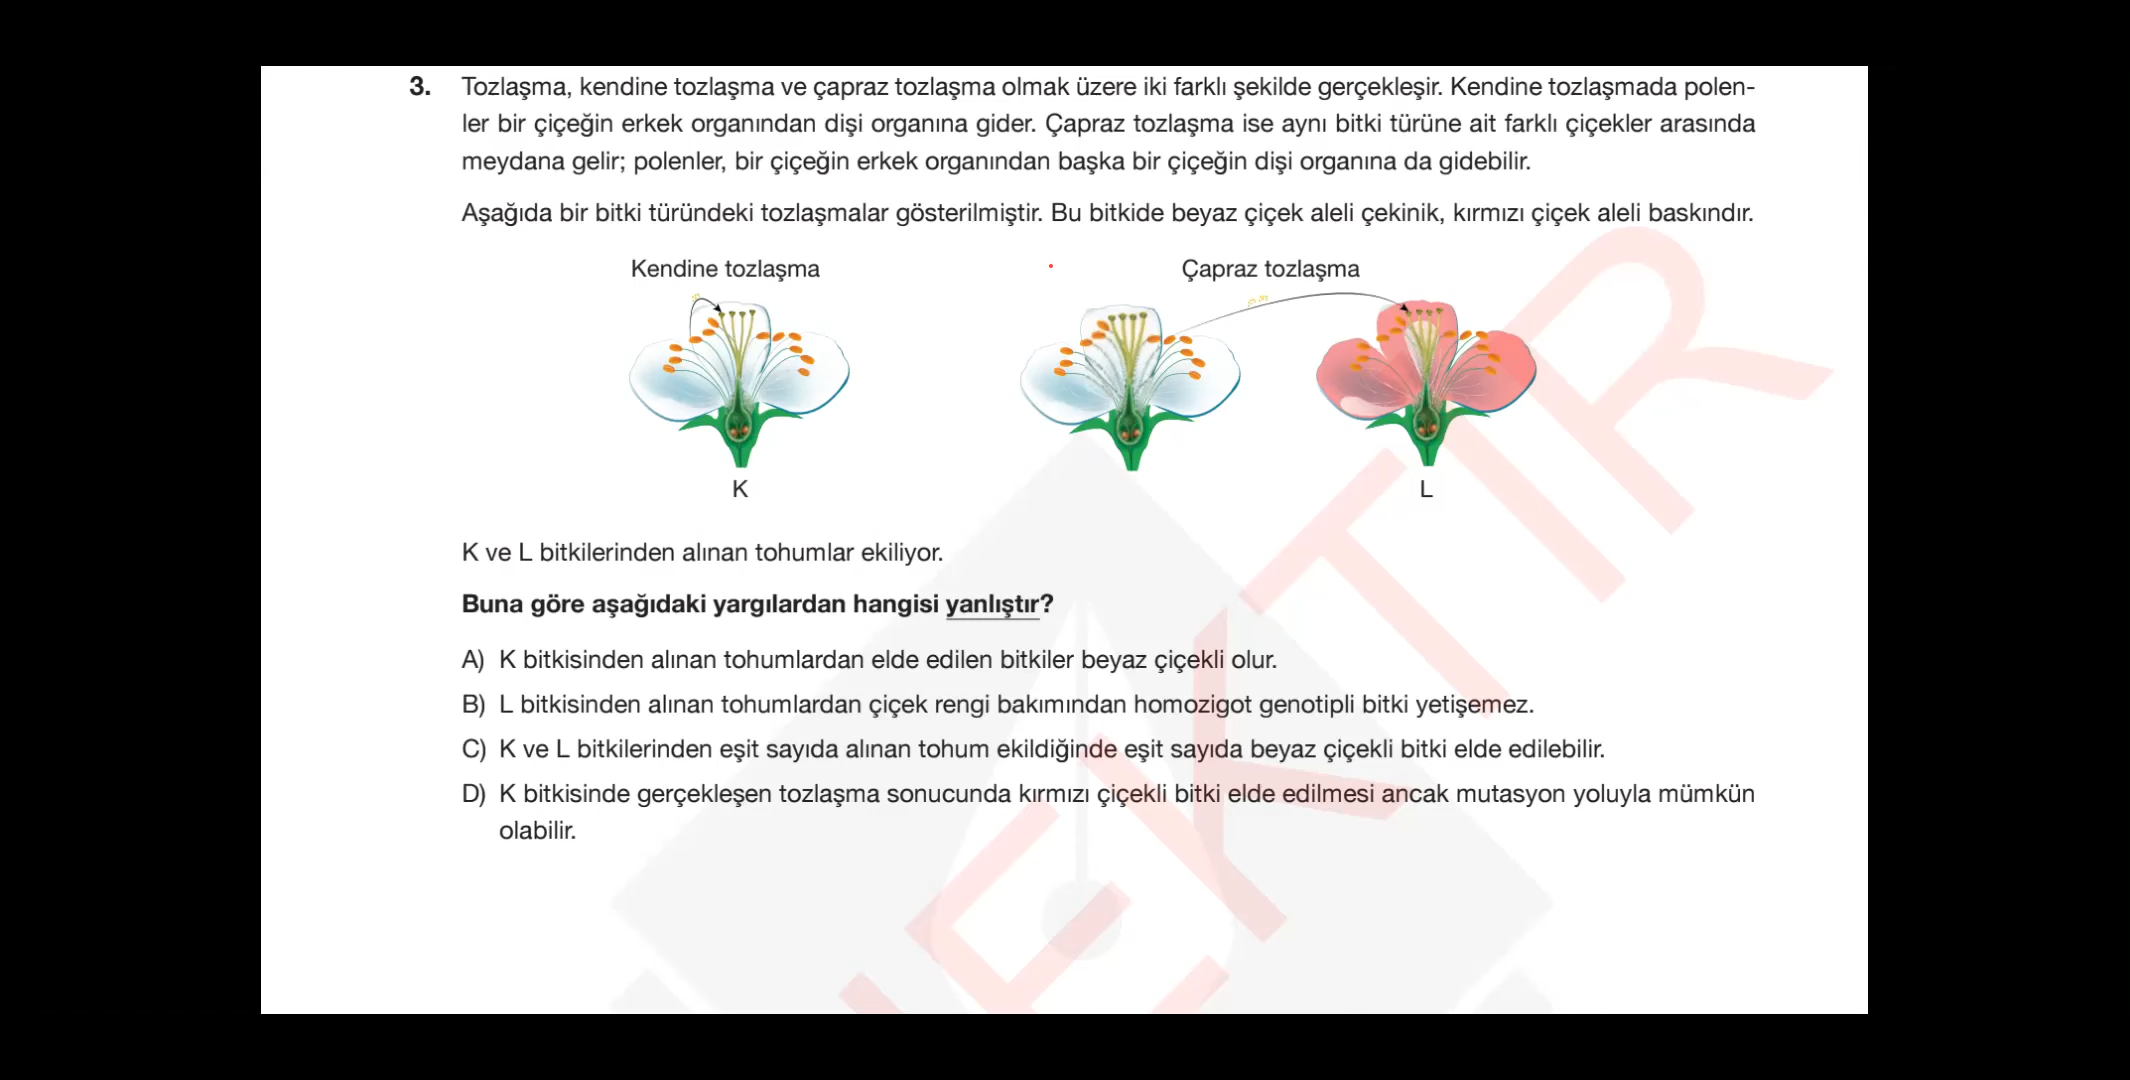 3. Tozlaşma, kendine tozlaşma ve çapraz tozlaşma olmak üzere iki farklı şekilde gerçekleşir. Kendine tozlaşmada polen-
ler bir çiçeğin erkek organından dişi organına gider. Çapraz tozlaşma ise aynı bitki türüne ait farklı çiçekler arasında
meydana gelir; polenler, bir çiçeğin erkek organından başka bir çiçeğin dişi organına da gidebilir.
Aşağıda bir bitki türündeki tozlaşmalar gösterilmiştir. Bu bitkide beyaz çiçek aleli çekinik, kırmızı çiçek aleli baskındır.
Kendine tozlaşma
Çapraz tozlaşma
K
L
K ve L bitkilerinden alınan tohumlar ekiliyor.
Buna göre aşağıdaki yargılardan hangisi yanlıştır?
A) K bitkisinden alınan tohumlardan elde edilen bitkiler beyaz çiçekli olur.
B) L bitkisinden alınan tohumlardan çiçek rengi bakımından homozigot genotipli bitki yetişemez.
C) K ve L bitkilerinden eşit sayıda alınan tohum ekildiğinde eşit sayıda beyaz çiçekli bitki elde edilebilir.
D) K bitkisinde gerçekleşen tozlaşma sonucunda kırmızı çiçekli bitki elde edilmesi ancak mutasyon yoluyla mümkün
olabilir.